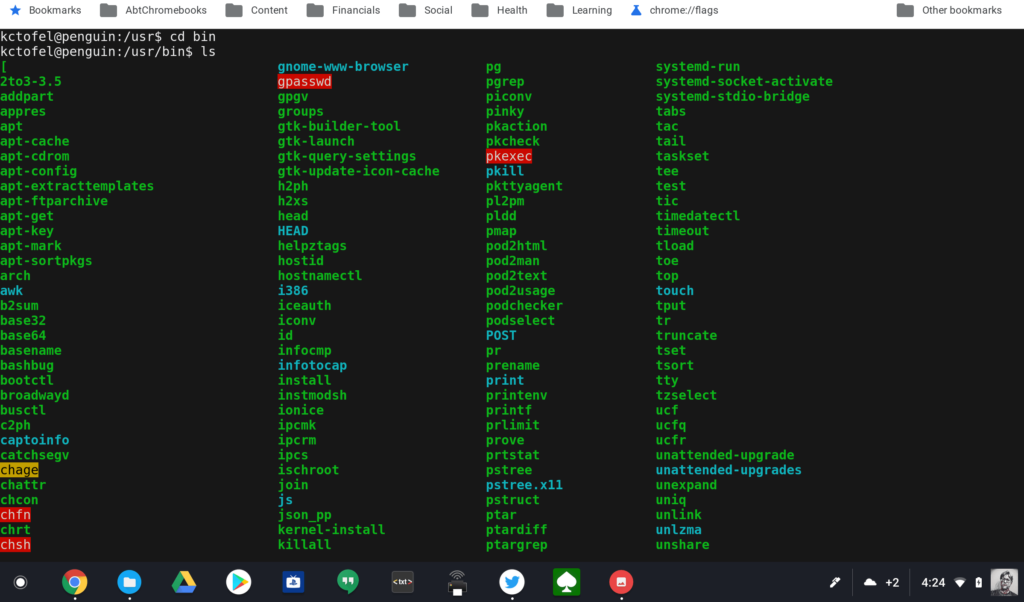 Bookmarks AbtChromebooks Content Financials Social Health Learning chrome://flags Other bookmarks
kctofel@penguin:/usr$ cd bin
kctofel@penguin:/usr/bin$ ls
[ gnome-www-browser pg systemd-run
2to3-3.5 gpasswd pgrep systemd-socket-activate
addpart gpgv piconv systemd-stdio-bridge
appres groups pinky tabs
apt gtk-builder-tool pkaction tac
apt-cache gtk-launch pkcheck tail
apt-cdrom gtk-query-settings pkexec taskset
apt-config gtk-update-icon-cache pkill tee
apt-extracttemplates h2ph pkttyagent test
apt-ftparchive h2xs pl2pm tic
apt-get head pldd timedatectl
apt-key HEAD pmap timeout
apt-mark helpztags pod2html tload
apt-sortpkgs hostid pod2man toe
arch hostnamectl pod2text top
awk i386 pod2usage touch
b2sum iceauth podchecker tput
base32 iconv podselect tr
base64 id POST truncate
basename infocmp pr tset
bashbug infotocap prename tsort
bootctl install print tty
broadwayd instmodsh printenv tzselect
busctl ionice printf ucf
c2ph ipcmk prlimit ucfq
captoinfo ipcrm prove ucfr
catchsegv ipcs prtstat unattended-upgrade
chage ischroot pstree unattended-upgrades
chattr join pstree.x11 unexpand
chcon js pstruct uniq
chfn json_pp ptar unlink
chrt kernel-install ptardiff unlzma
chsh killall ptargrep unshare
<txt> +2 4:24